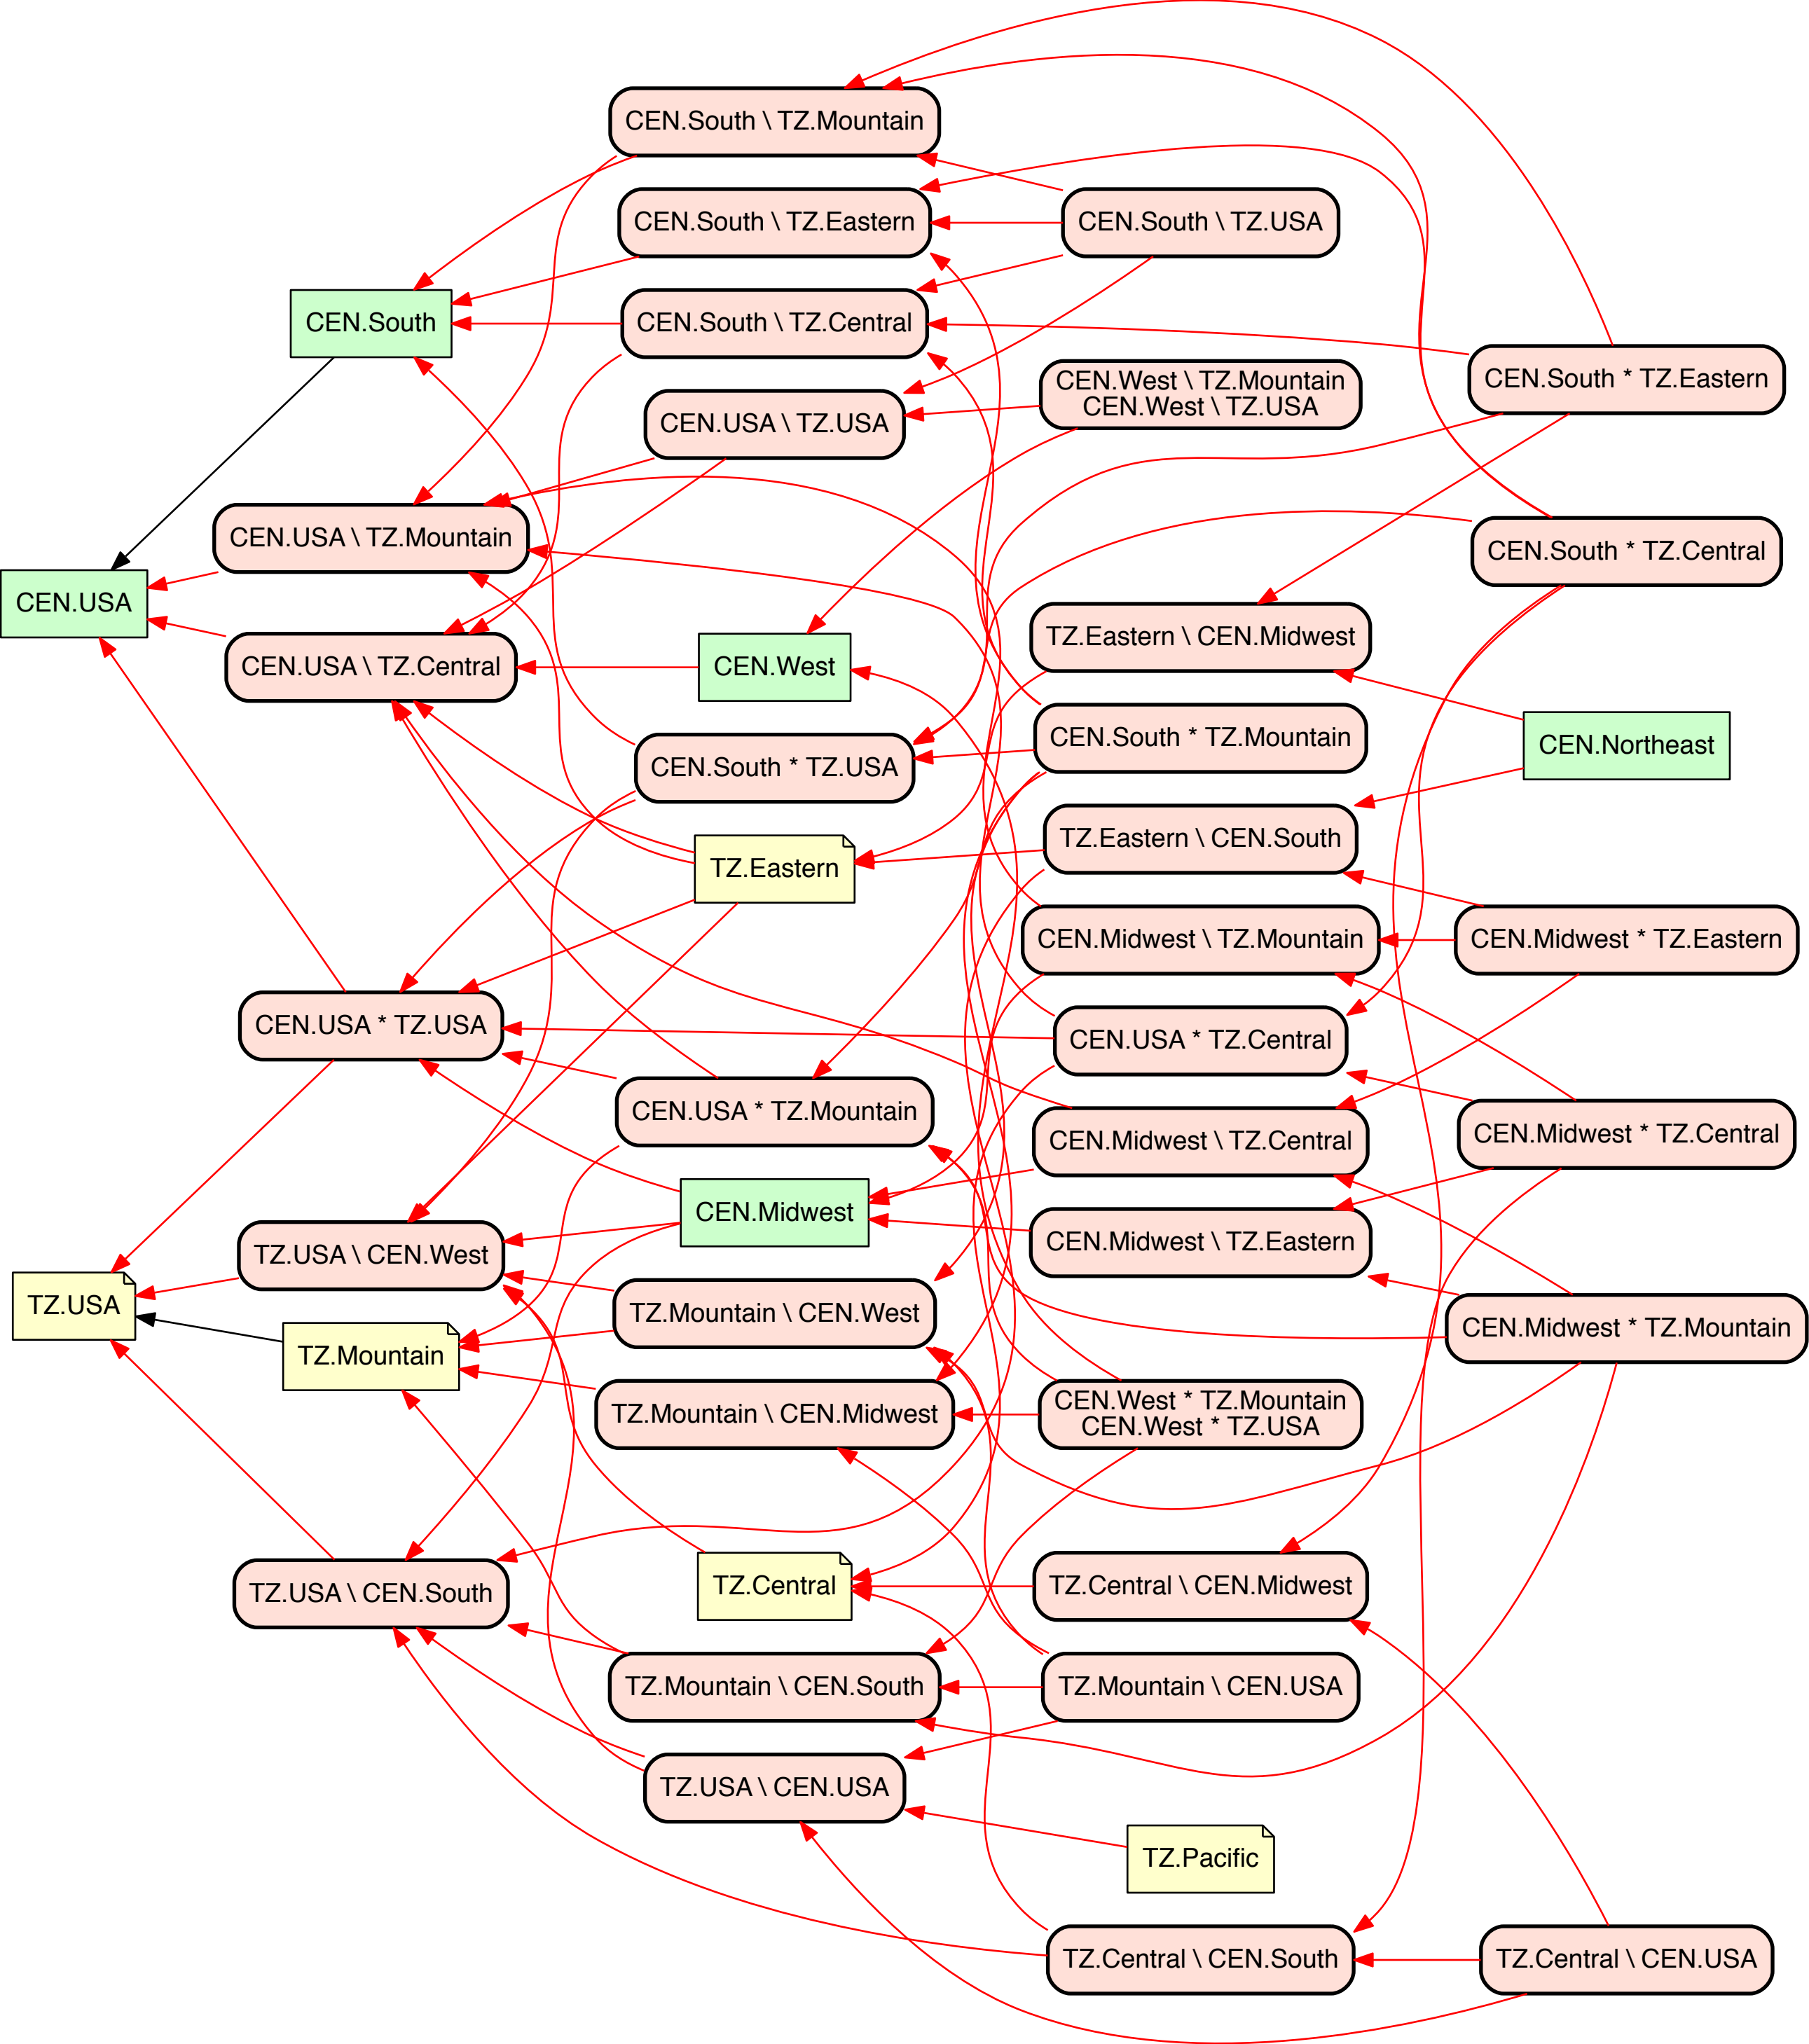 CEN.South \ TZ.Mountain
CEN.South \ TZ.Eastern
CEN.South \ TZ.USA
CEN.South
CEN.South \ TZ.Central
CEN.South * TZ.Eastern
CEN.West \ TZ.Mountain
CEN.West \ TZ.USA
CEN.USA \ TZ.USA
CEN.USA \ TZ.Mountain
CEN.South * TZ.Central
CEN.USA
TZ.Eastern \ CEN.Midwest
CEN.USA \ TZ.Central
CEN.West
CEN.South * TZ.Mountain
CEN.Northeast
CEN.South * TZ.USA
TZ.Eastern \ CEN.South
TZ.Eastern
CEN.Midwest \ TZ.Mountain
CEN.Midwest * TZ.Eastern
CEN.USA * TZ.USA
CEN.USA * TZ.Central
CEN.USA * TZ.Mountain
CEN.Midwest \ TZ.Central
CEN.Midwest * TZ.Central
CEN.Midwest
CEN.Midwest \ TZ.Eastern
TZ.USA \ CEN.West
TZ.USA
TZ.Mountain \ CEN.West
CEN.Midwest * TZ.Mountain
TZ.Mountain
TZ.Mountain \ CEN.Midwest
CEN.West * TZ.Mountain
CEN.West * TZ.USA
TZ.USA \ CEN.South
TZ.Central
TZ.Central \ CEN.Midwest
TZ.Mountain \ CEN.South
TZ.Mountain \ CEN.USA
TZ.USA \ CEN.USA
TZ.Pacific
TZ.Central \ CEN.South
TZ.Central \ CEN.USA